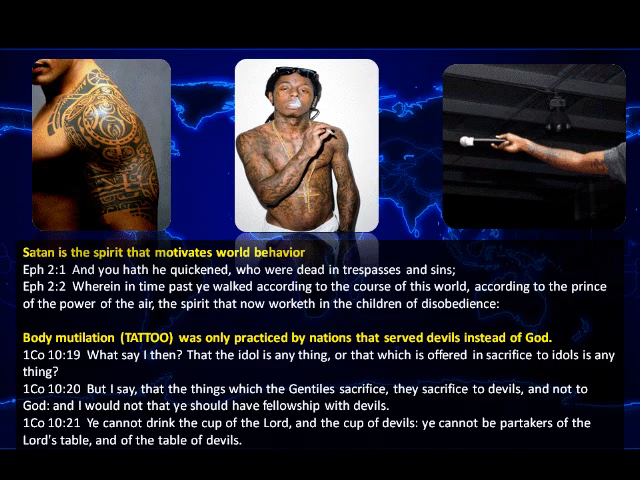 Satan is the spirit that motivates world behavior
Eph 2:1 And you hath he quickened, who were dead in trespasses and sins;
Eph 2:2 Wherein in time past ye walked according to the course of this world, according to the prince
of the power of the air, the spirit that now worketh in the children of disobedience:
Body mutilation (TATTOO) was only practiced by nations that served devils instead of God.
1Co 10:19 What say I then? That the idol is any thing, or that which is offered in sacrifice to idols is any
thing?
1Co 10:20 But I say, that the things which the Gentiles sacrifice, they sacrifice to devils, and not to
God: and I would not that ye should have fellowship with devils.
1Co 10:21 Ye cannot drink the cup of the Lord, and the cup of devils: ye cannot be partakers of the
Lord's table, and of the table of devils.